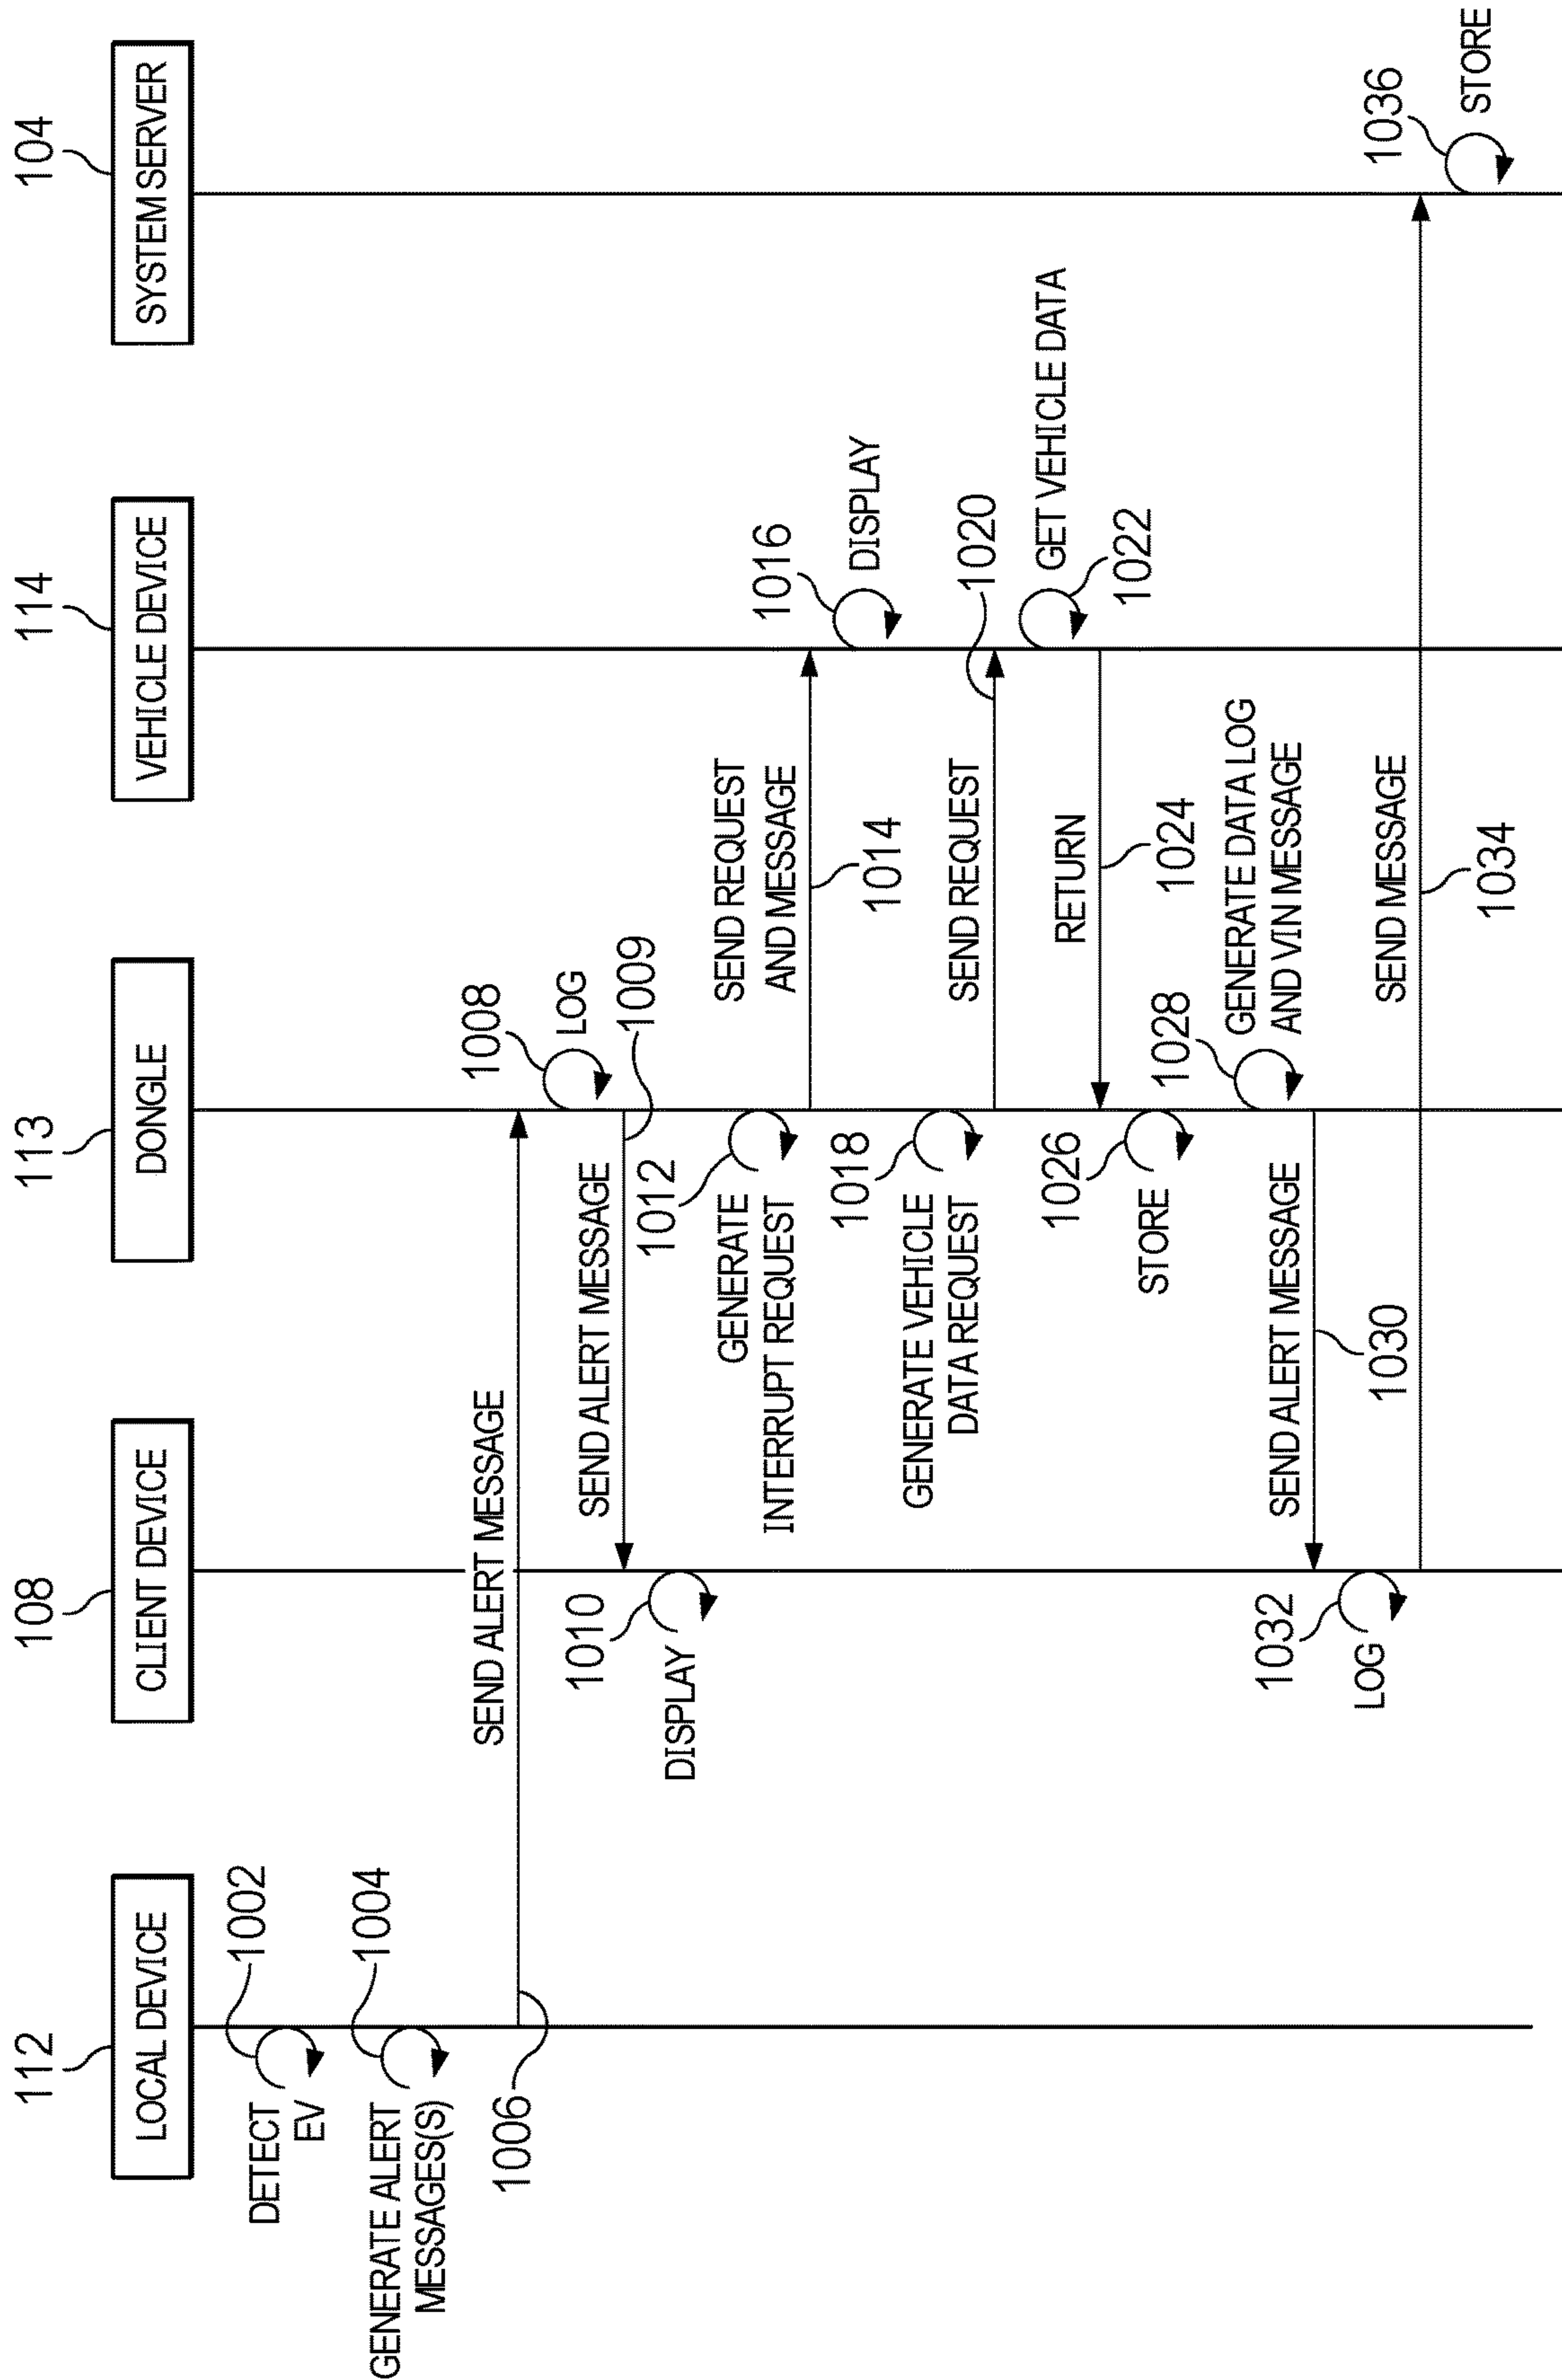 112
108
113
114
104
LOCAL DEVICE
CLIENT DEVICE
DONGLE
VEHICLE DEVICE
SYSTEM SERVER
DETECT
EV
1002
GENERATE ALERT
MESSAGES(S)
1004
SEND ALERT MESSAGE
1006
1008
LOG
SEND ALERT MESSAGE
1009
1010
DISPLAY
1012
GENERATE
INTERRUPT REQUEST
SEND REQUEST
AND MESSAGE
1014
1016
DISPLAY
1018
GENERATE VEHICLE
DATA REQUEST
SEND REQUEST
1020
GET VEHICLE DATA
1022
RETURN
1024
1026
STORE
1028
GENERATE DATA LOG
AND VIN MESSAGE
SEND ALERT MESSAGE
1030
1032
LOG
SEND MESSAGE
1034
1036
STORE